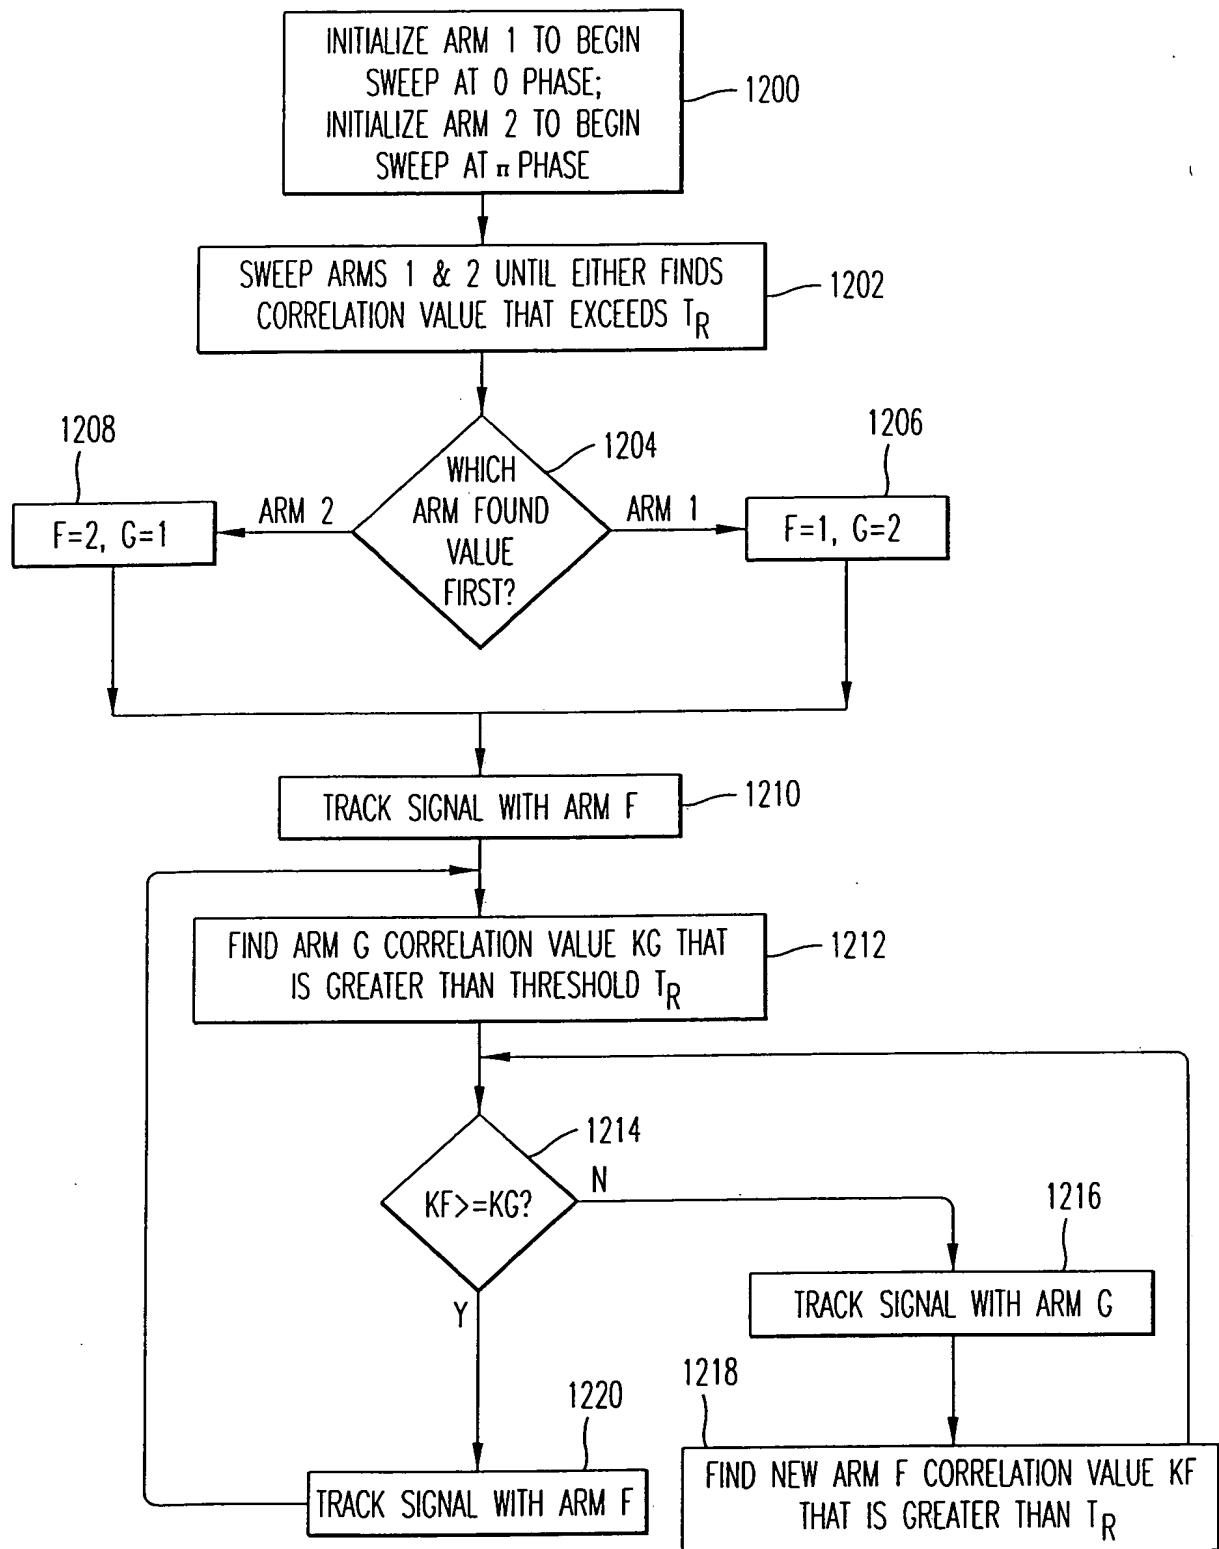 INITIALIZE ARM 1 TO BEGIN
SWEEP AT 0 PHASE;
INITIALIZE ARM 2 TO BEGIN
SWEEP AT π PHASE
1200
SWEEP ARMS 1 & 2 UNTIL EITHER FINDS
CORRELATION VALUE THAT EXCEEDS TR
1202
1208
1204
1206
WHICH
ARM FOUND
VALUE
FIRST?
ARM 2
ARM 1
F=2, G=1
F=1, G=2
TRACK SIGNAL WITH ARM F
1210
FIND ARM G CORRELATION VALUE KG THAT
IS GREATER THAN THRESHOLD TR
1212
1214
KF>=KG?
N
Y
1216
TRACK SIGNAL WITH ARM G
1218
FIND NEW ARM F CORRELATION VALUE KF
THAT IS GREATER THAN TR
1220
TRACK SIGNAL WITH ARM F